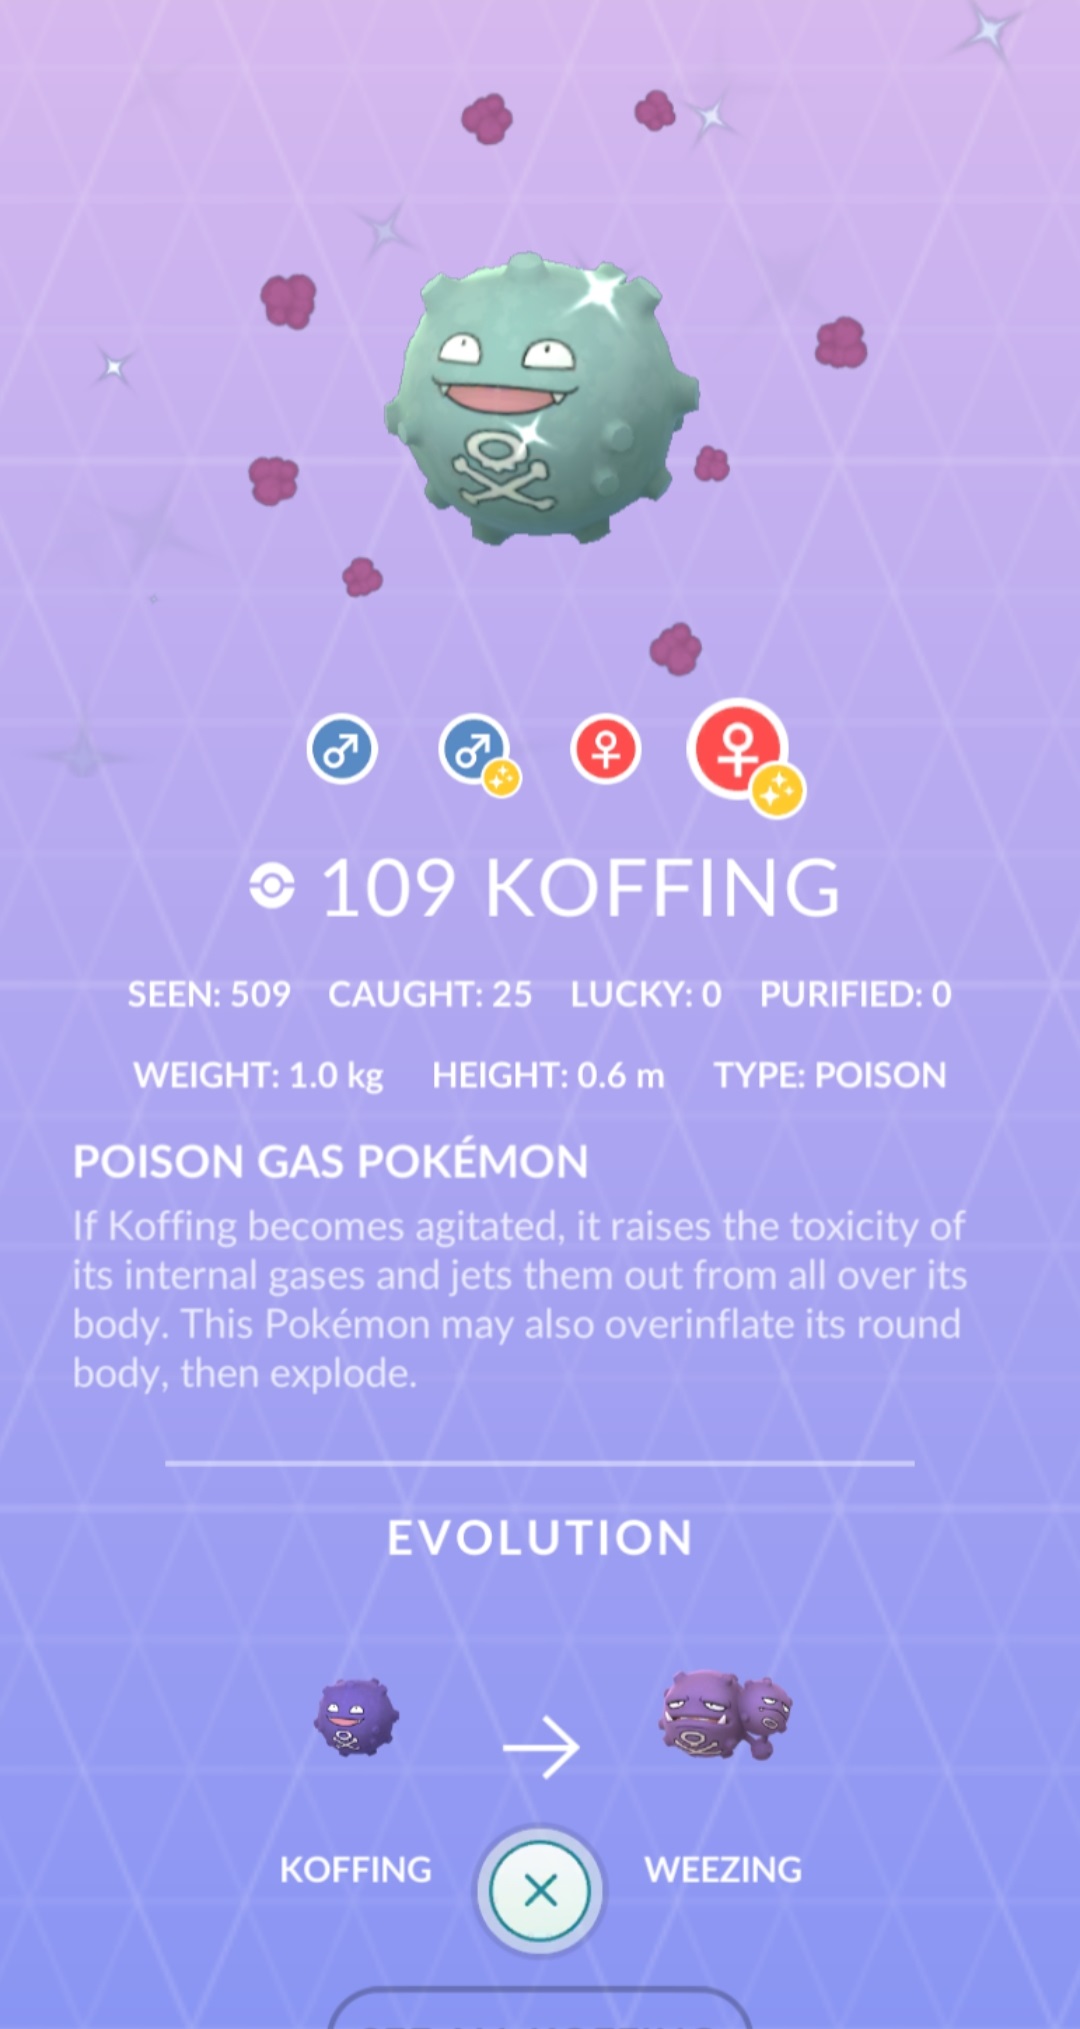 109 KOFFING
SEEN: 509 CAUGHT: 25 LUCKY: 0 PURIFIED: 0
WEIGHT: 1.0 kg HEIGHT: 0.6 m TYPE: POISON
POISON GAS POKÉMON
If Koffing becomes agitated, it raises the toxicity of
its internal gases and jets them out from all over its
body. This Pokémon may also overinflate its round
body, then explode.
EVOLUTION
KOFFING WEEZING